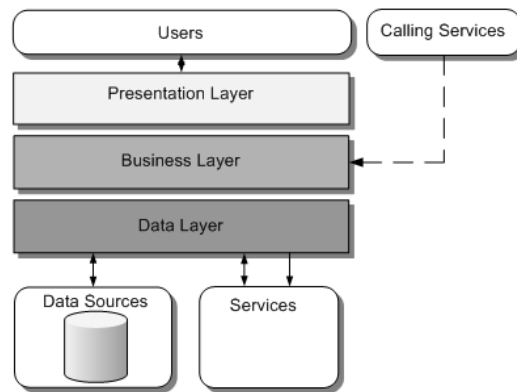 Users
Calling Services
Presentation Layer
Business Layer
Data Layer
Data Sources
Services